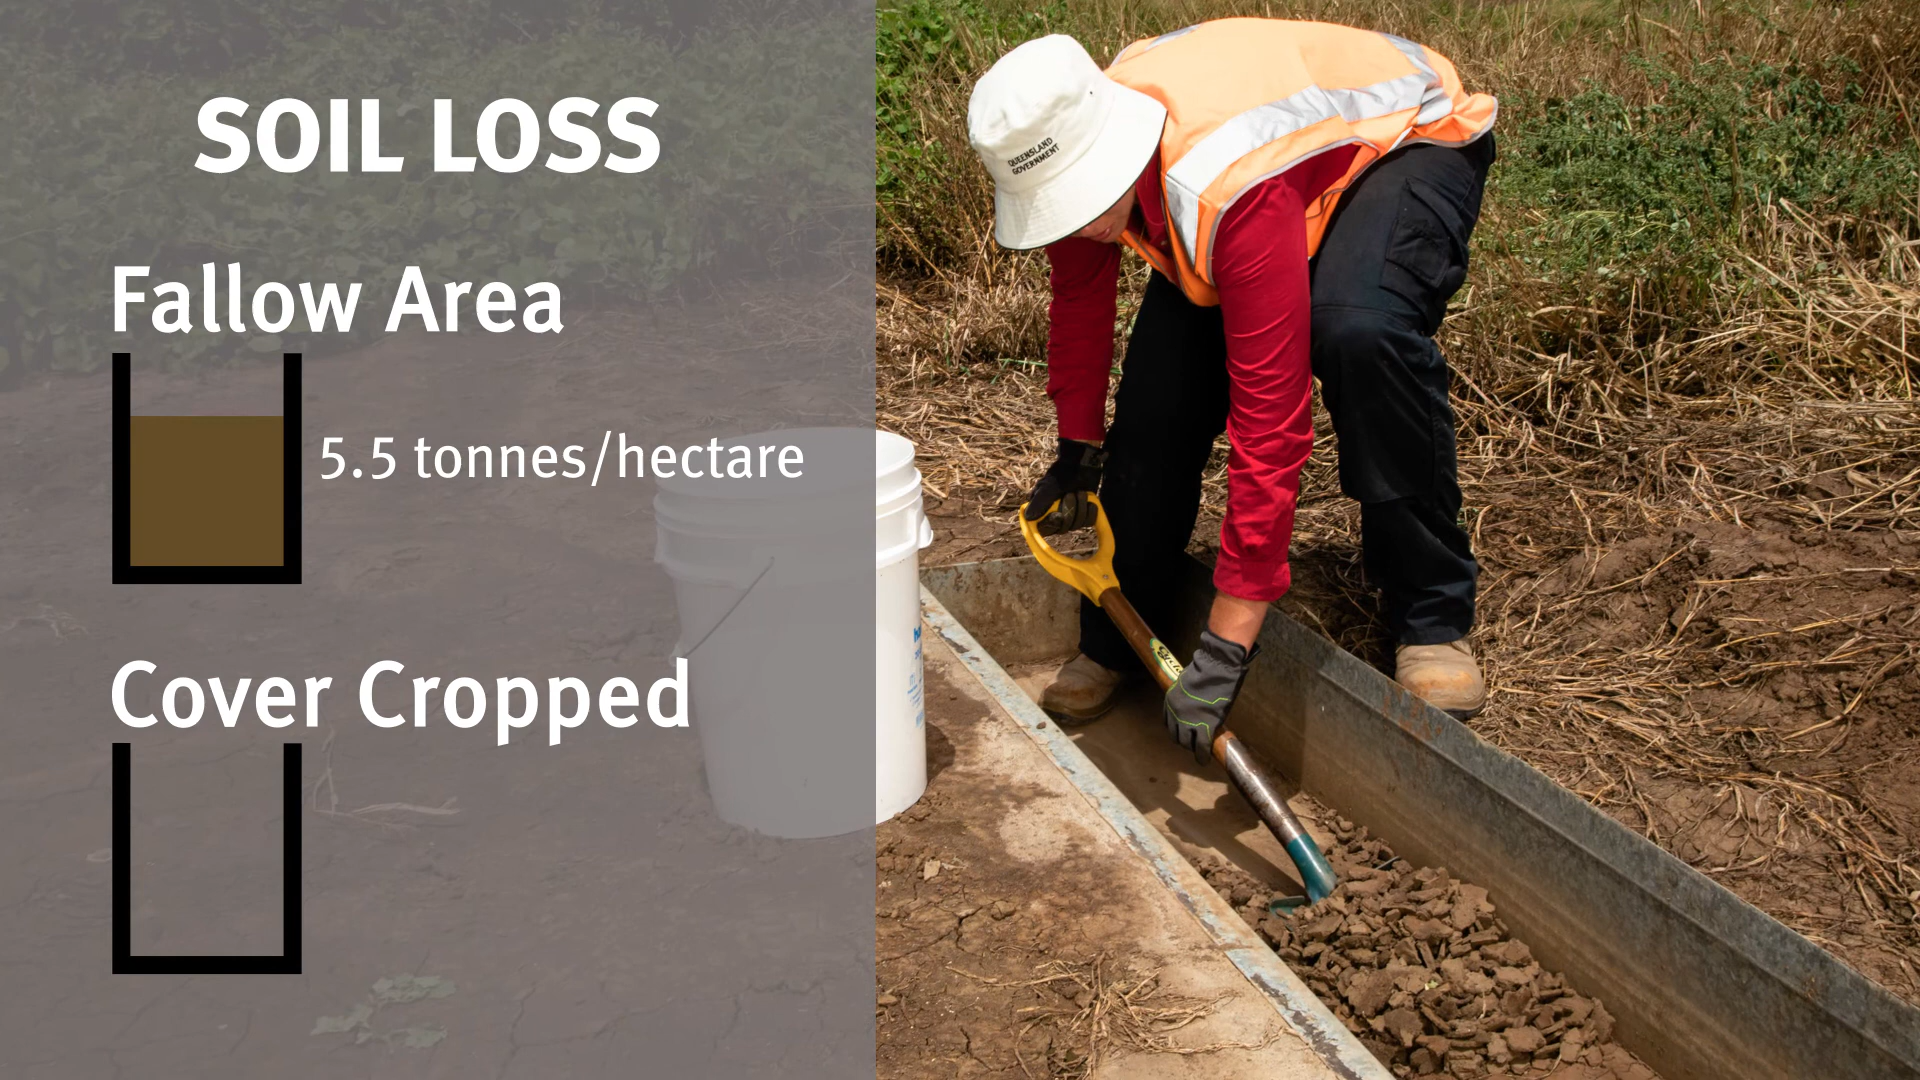 SOIL LOSS
Fallow Area
5.5 tonnes/hectare
Cover Cropped
QUEENSLAND
GOVERNMENT